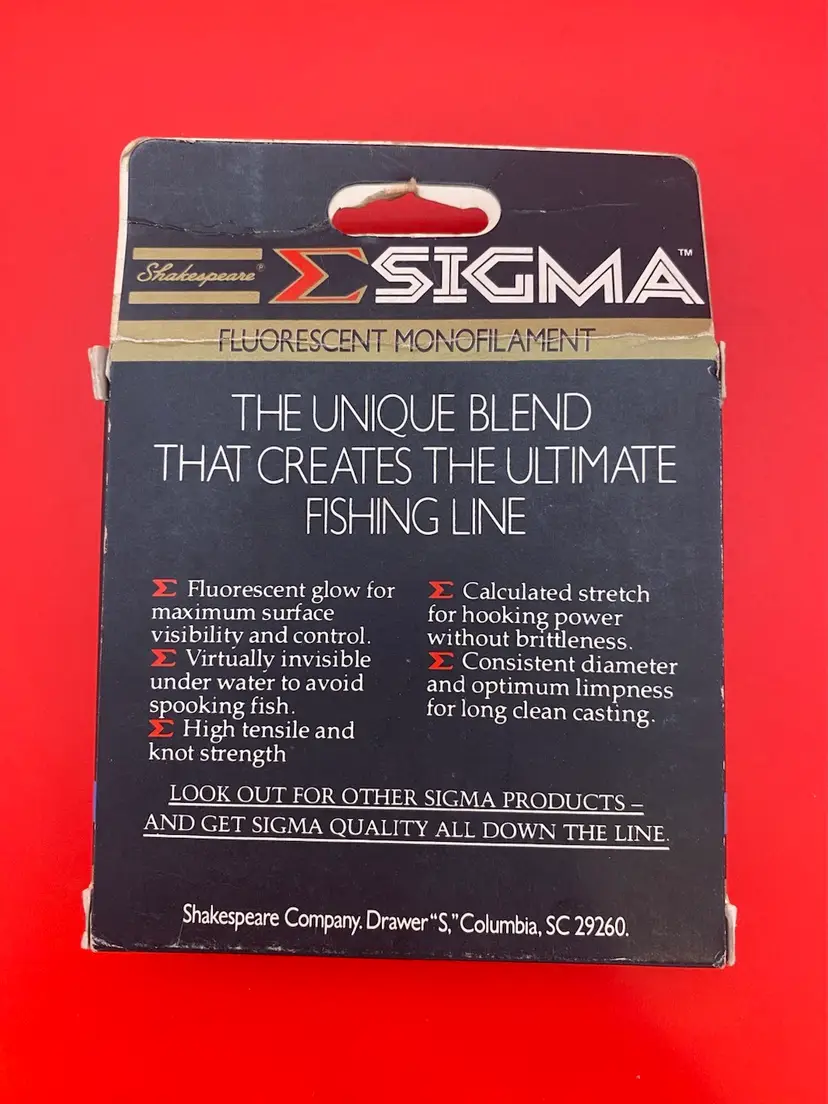 Shakespeare®
Σ SIGMA™
FLUORESCENT MONOFILAMENT
THE UNIQUE BLEND
THAT CREATES THE ULTIMATE
FISHING LINE
Σ Fluorescent glow for
maximum surface
visibility and control.
Σ Virtually invisible
under water to avoid
spooking fish.
Σ High tensile and
knot strength
Σ Calculated stretch
for hooking power
without brittleness.
Σ Consistent diameter
and optimum limpness
for long clean casting.
LOOK OUT FOR OTHER SIGMA PRODUCTS –
AND GET SIGMA QUALITY ALL DOWN THE LINE.
Shakespeare Company. Drawer "S," Columbia, SC 29260.